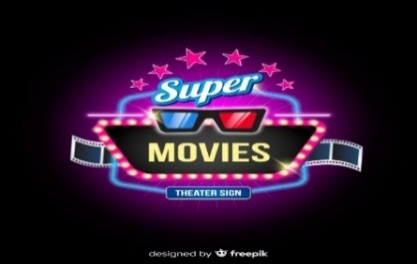 Super
MOVIES
THEATER SIGN
designed by freepik